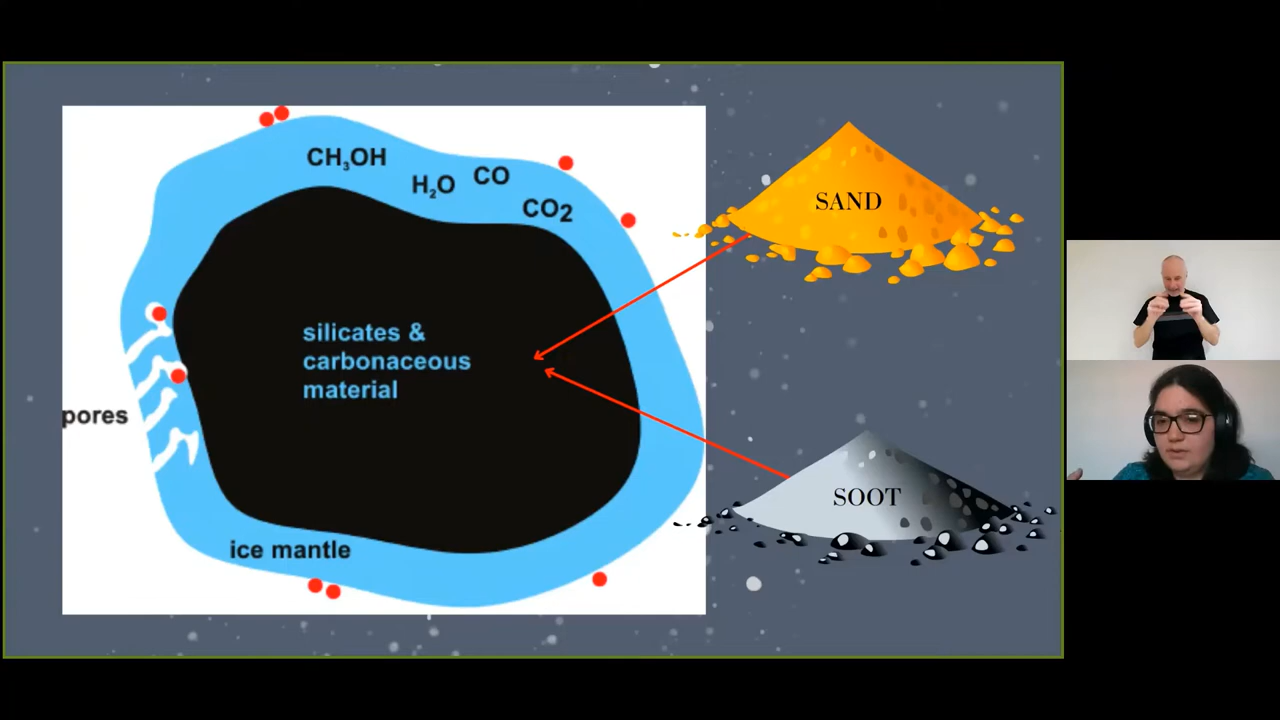 CH₃OH
H₂O
CO
CO2
SAND
silicates &
carbonaceous
material
pores
SOOT
ice mantle